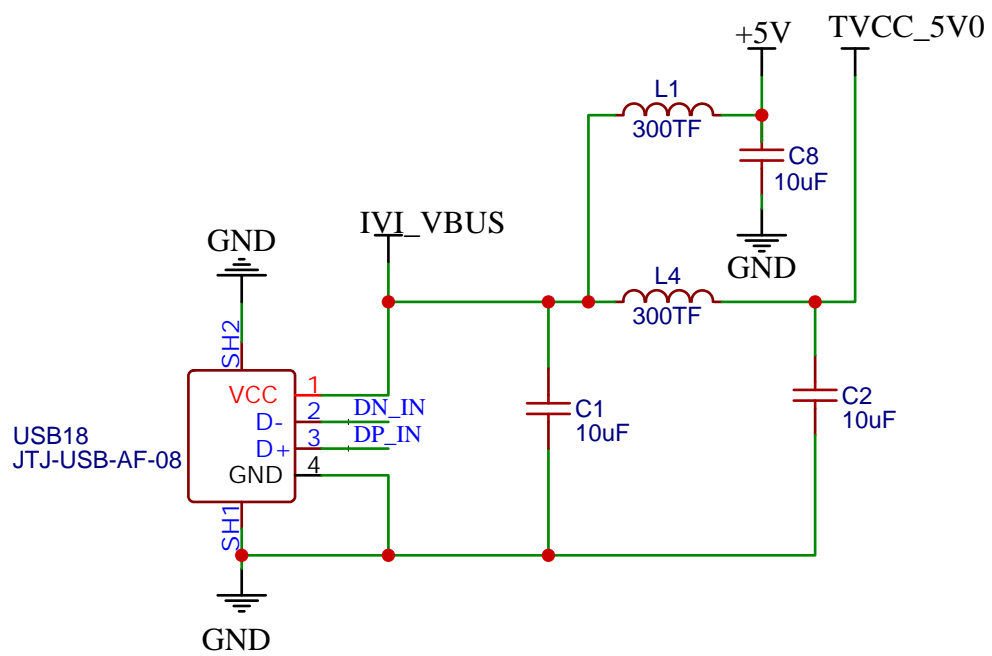 +5V
TVCC_5V0
L1
300TF
C8
10uF
GND
IVI_VBUS
GND
L4
300TF
SH2
VCC 1
D- 2 DN_IN
D+ 3 DP_IN
GND 4
USB18
JTJ-USB-AF-08
C1
10uF
C2
10uF
SH1
GND